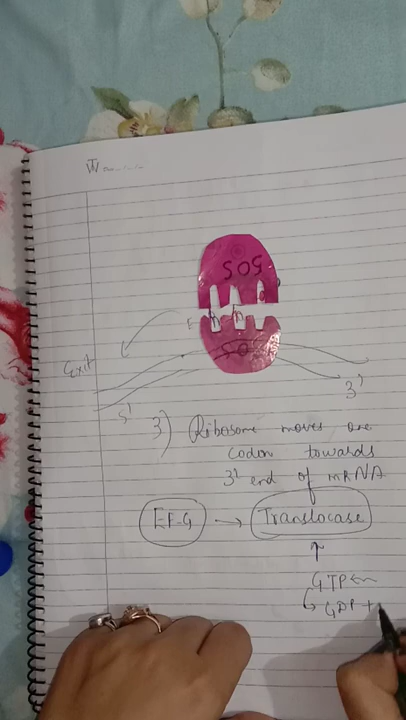 50S
E
Exit
5'
3'
3) Ribosome moves one
codon towards
3' end of mRNA
EF-G → Translocase
↑
GTP
↳ GDP +